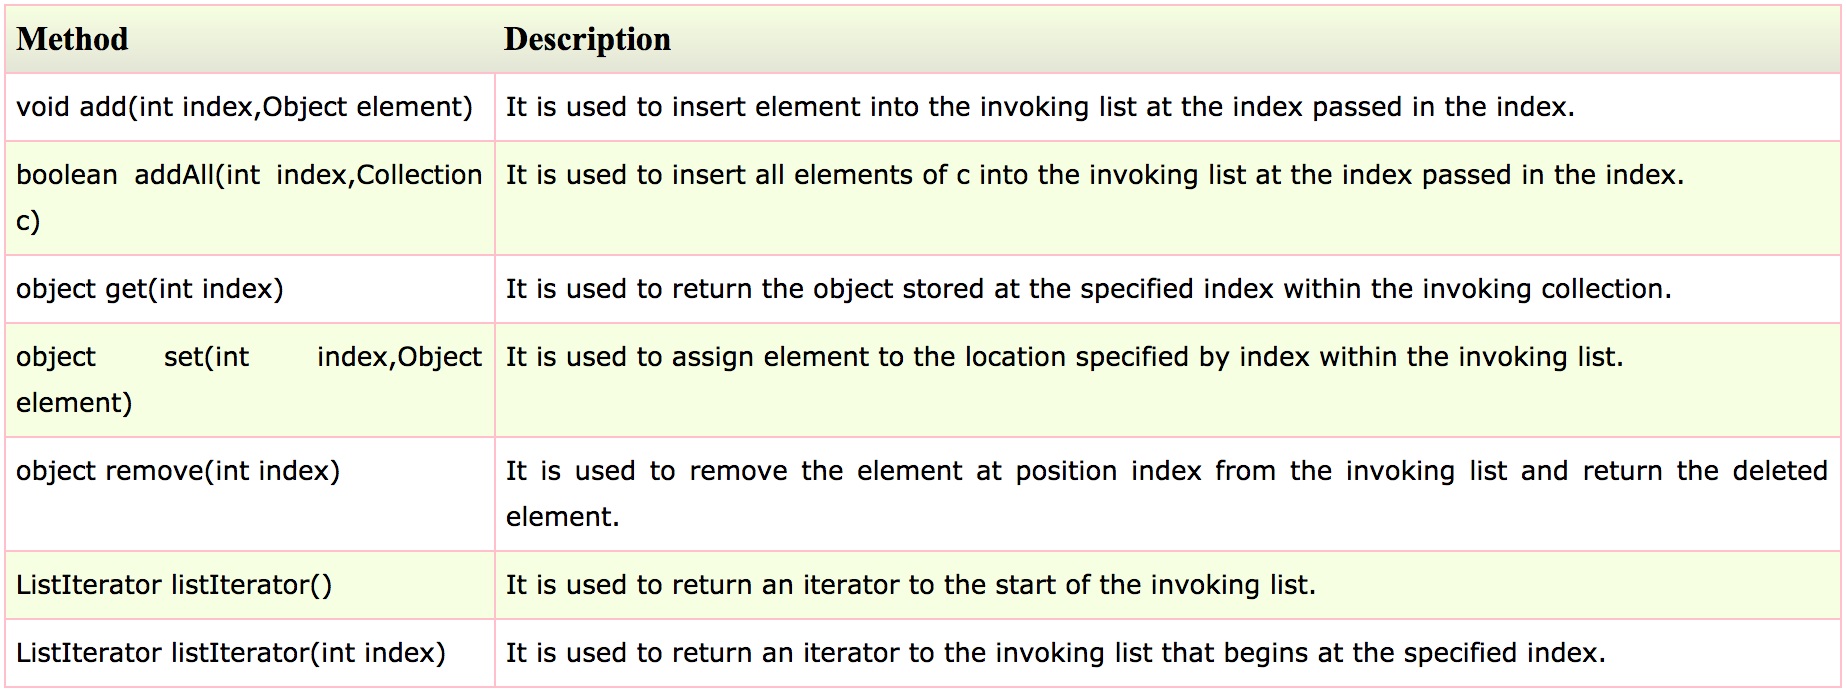 Method Description
void add(int index,Object element) It is used to insert element into the invoking list at the index passed in the index.
boolean addAll(int index,Collection It is used to insert all elements of c into the invoking list at the index passed in the index.
c)
object get(int index) It is used to return the object stored at the specified index within the invoking collection.
object set(int index,Object It is used to assign element to the location specified by index within the invoking list.
element)
object remove(int index) It is used to remove the element at position index from the invoking list and return the deleted
element.
ListIterator listIterator() It is used to return an iterator to the start of the invoking list.
ListIterator listIterator(int index) It is used to return an iterator to the invoking list that begins at the specified index.